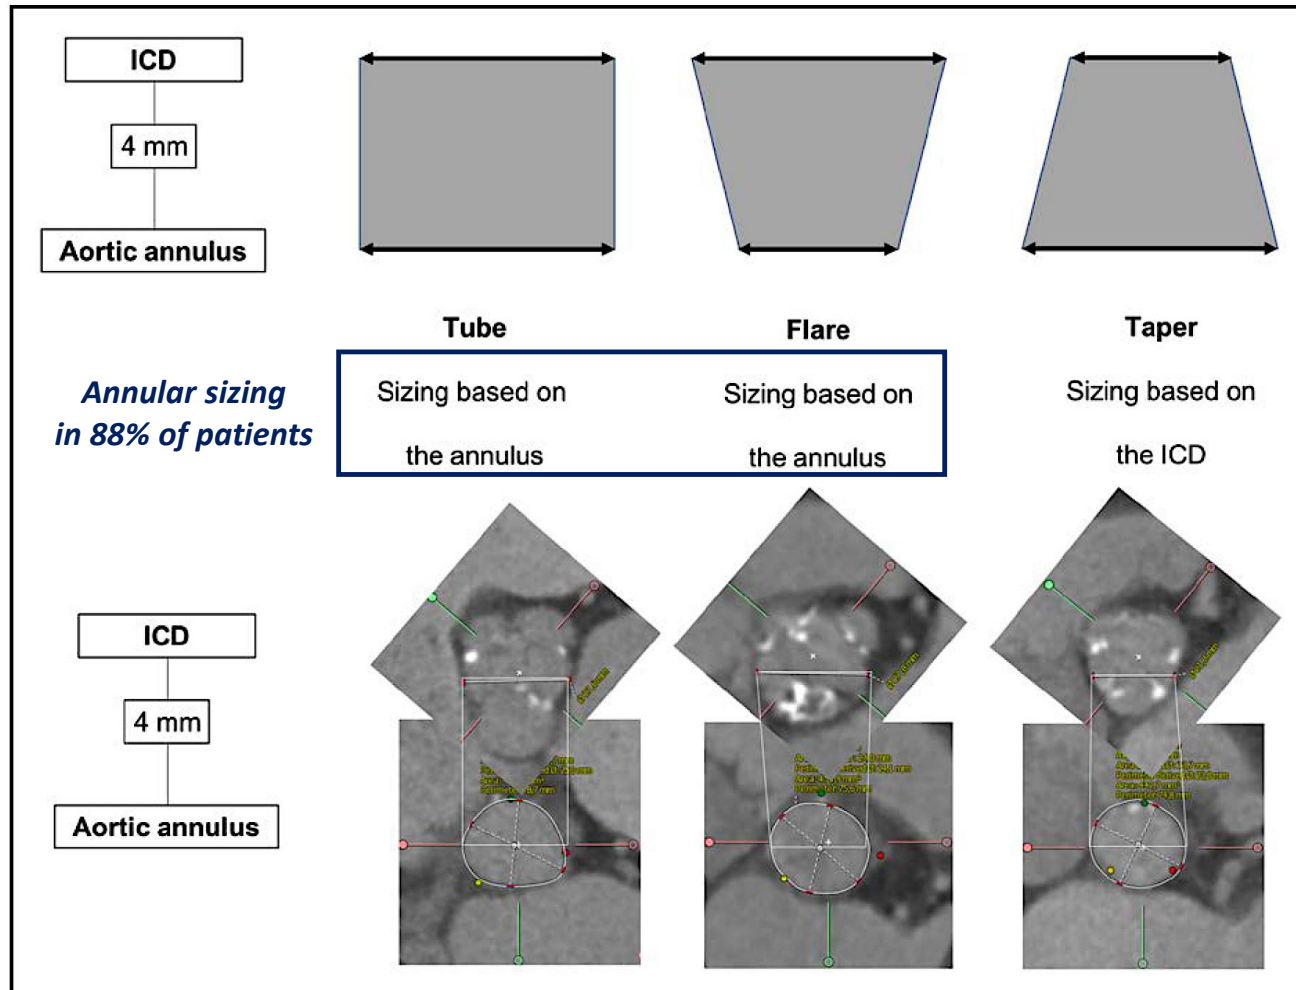 ICD
4 mm
Aortic annulus
Tube
Flare
Taper
Annular sizing
in 88% of patients
Sizing based on
the annulus
Sizing based on
the annulus
Sizing based on
the ICD
ICD
4 mm
Aortic annulus